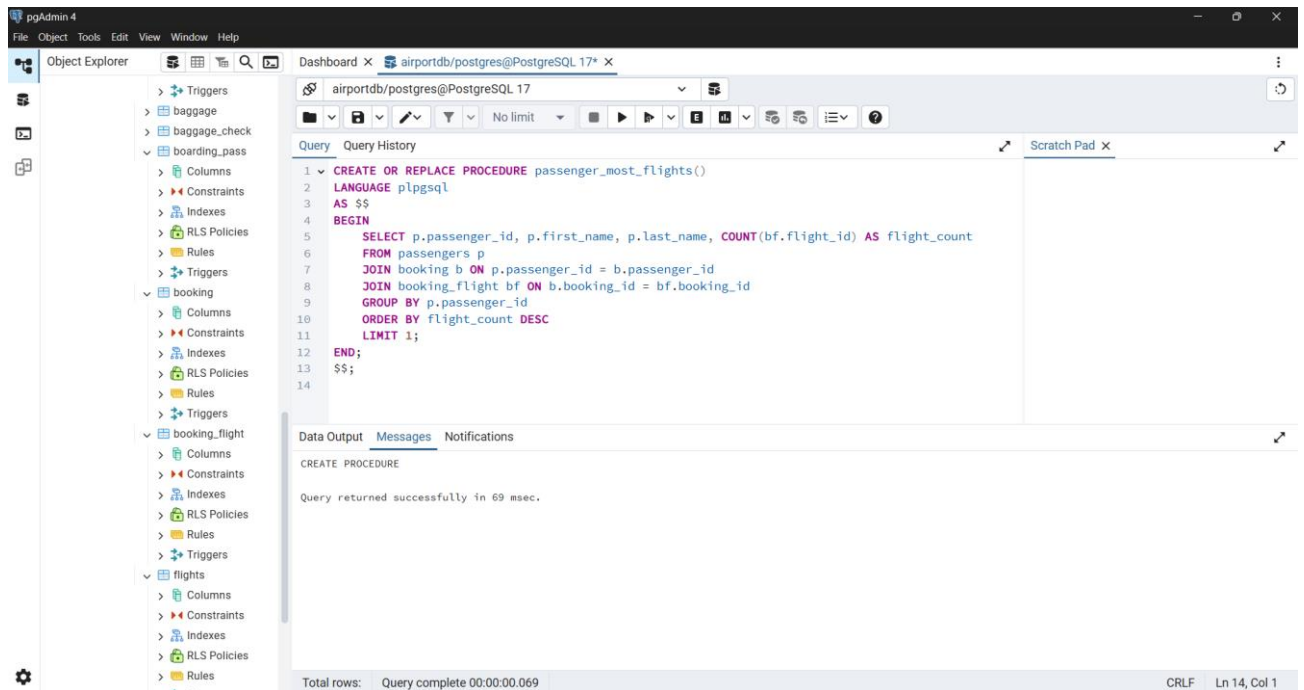 pgAdmin 4
File Object Tools Edit View Window Help
Object Explorer
Triggers
baggage
baggage_check
boarding_pass
Columns
Constraints
Indexes
RLS Policies
Rules
Triggers
booking
Columns
Constraints
Indexes
RLS Policies
Rules
Triggers
booking_flight
Columns
Constraints
Indexes
RLS Policies
Rules
Triggers
flights
Columns
Constraints
Indexes
RLS Policies
Rules
Dashboard X airportdb/postgres@PostgreSQL 17* X
airportdb/postgres@PostgreSQL 17
No limit
Query Query History
Scratch Pad X
1 CREATE OR REPLACE PROCEDURE passenger_most_flights()
2 LANGUAGE plpgsql
3 AS $$
4 BEGIN
5 SELECT p.passenger_id, p.first_name, p.last_name, COUNT(bf.flight_id) AS flight_count
6 FROM passengers p
7 JOIN booking b ON p.passenger_id = b.passenger_id
8 JOIN booking_flight bf ON b.booking_id = bf.booking_id
9 GROUP BY p.passenger_id
10 ORDER BY flight_count DESC
11 LIMIT 1;
12 END;
13 $$;
14
Data Output Messages Notifications
CREATE PROCEDURE
Query returned successfully in 69 msec.
Total rows: Query complete 00:00:00.069 CRLF Ln 14, Col 1